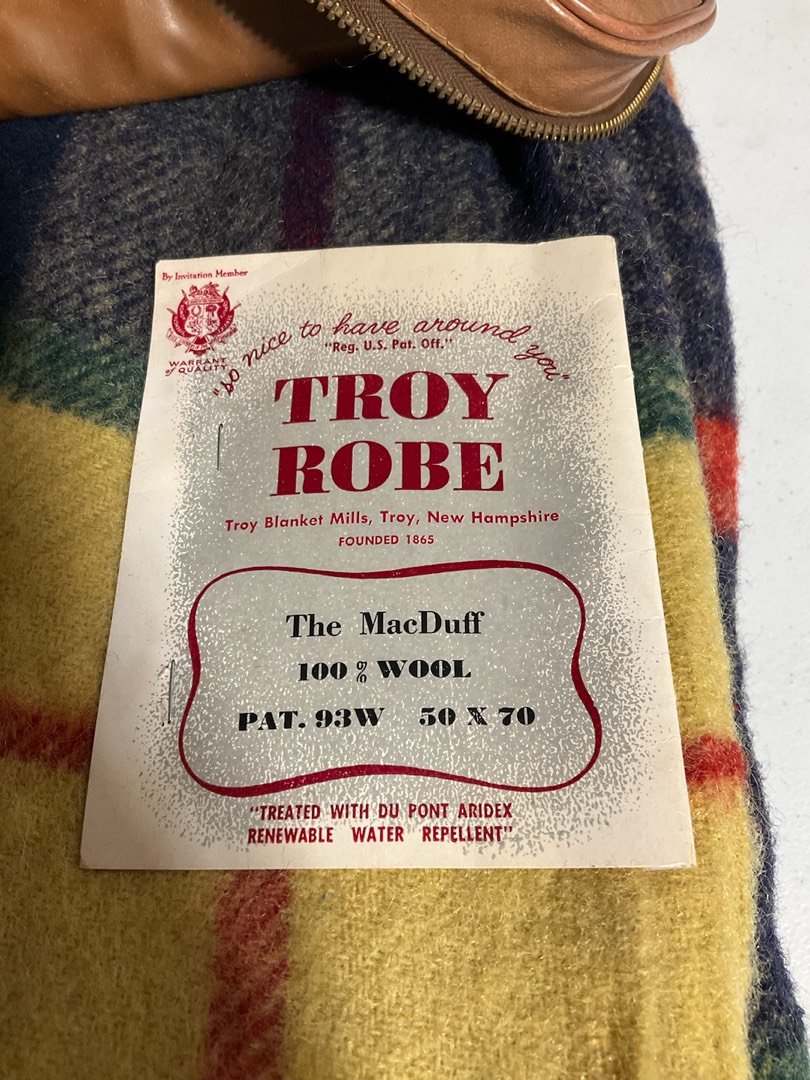 By Invitation Member
WARRANT
of QUALITY
"so nice to have around you"
"Reg. U.S. Pat. Off."
TROY
ROBE
Troy Blanket Mills, Troy, New Hampshire
FOUNDED 1865
The MacDuff
100% WOOL
PAT. 93W 50 X 70
"TREATED WITH DU PONT ARIDEX
RENEWABLE WATER REPELLENT"